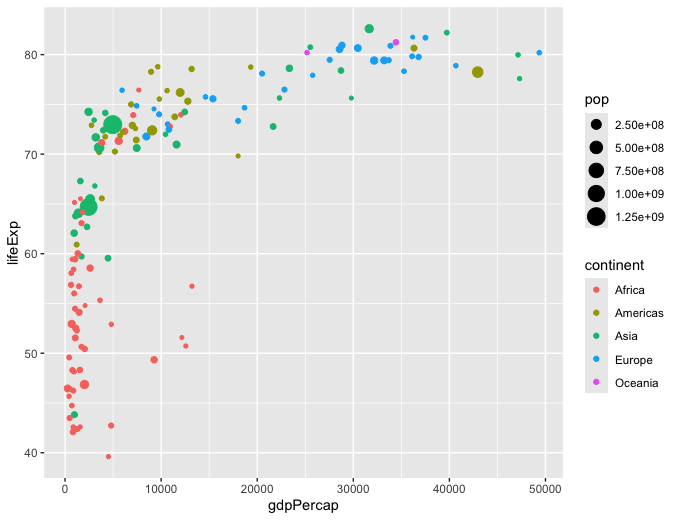 80
70
60
50
40
lifeExp
0 10000 20000 30000 40000 50000
gdpPercap
pop
2.50e+08
5.00e+08
7.50e+08
1.00e+09
1.25e+09
continent
Africa
Americas
Asia
Europe
Oceania